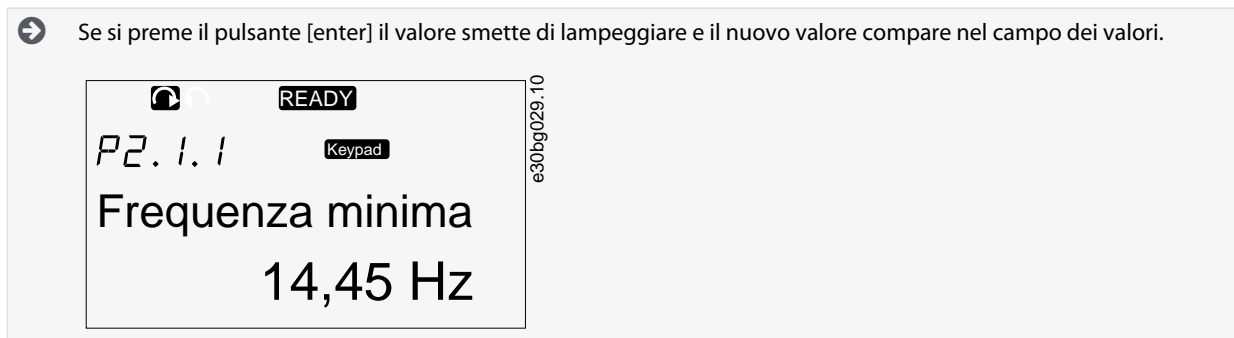 Se si preme il pulsante [enter] il valore smette di lampeggiare e il nuovo valore compare nel campo dei valori.
READY
P2.1.1
Keypad
Frequenza minima
14,45 Hz
e30bg029.10